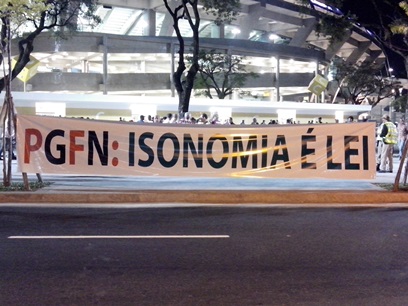 PGFN: ISONOMIA É LEI